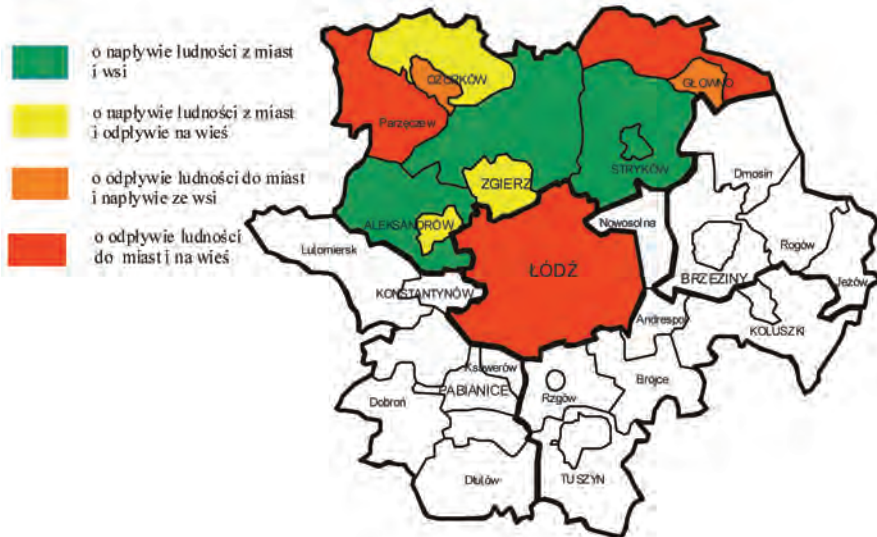 o napływie ludności z miast
i wsi
o napływie ludności z miast
i odpływie na wieś
o odpływie ludności do miast
i napływie ze wsi
o odpływie ludności
do miast i na wieś
OZORKÓW
GŁOWNO
Parzęczew
STRYKÓW
Dmosin
ZGIERZ
ALEKSANDRÓW
Nowosolna
Lutomiersk
Rogów
ŁÓDŹ
BRZEZINY
Jeżów
KONSTANTYNÓW
Andrespol
KOLUSZKI
Ksawerów
PABIANICE
Brójce
Dobroń
Rzgów
Dłutów
TUSZYN